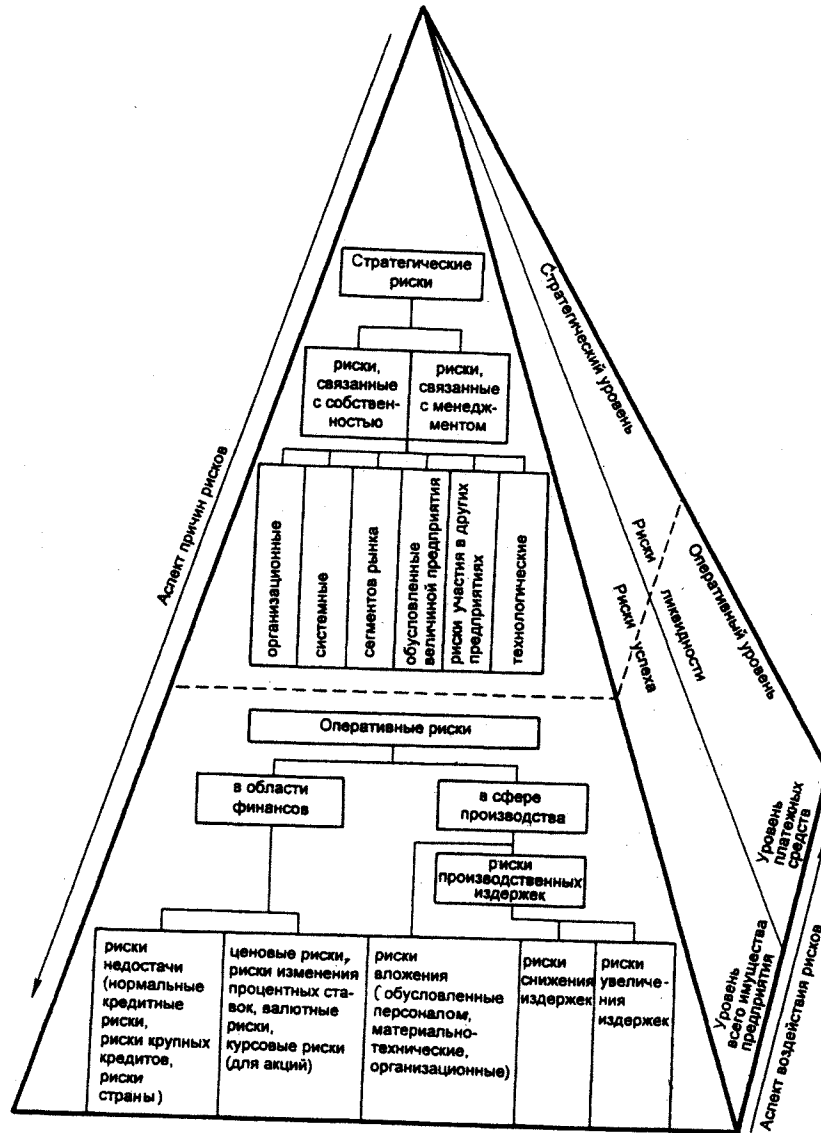 Стратегические
риски
риски,
связанные
с собствен-
ностью
риски,
связанные
с менедж-
ментом
организационные
системные
сегментов рынка
обусловленные
величиной предприятия
риски участия в других
предприятиях
технологические
Оперативные риски
в области
финансов
в сфере
производства
риски
производственных
издержек
риски
недостачи
(нормальные
кредитные
риски,
риски крупных
кредитов,
риски
страны)
ценовые риски,
риски изменения
процентных ста-
вок, валютные
риски,
курсовые риски
(для акций)
риски
вложения
( обусловленные
персоналом,
материально-
технические,
организационные)
риски
снижения
издержек
риски
увеличе-
ния
издержек
Аспект причин рисков
Стратегический уровень
Оперативный уровень
Риски ликвидности
Риски успеха
Уровень
платежных
средств
Уровень
всего имущества
предприятия
Аспект воздействия рисков